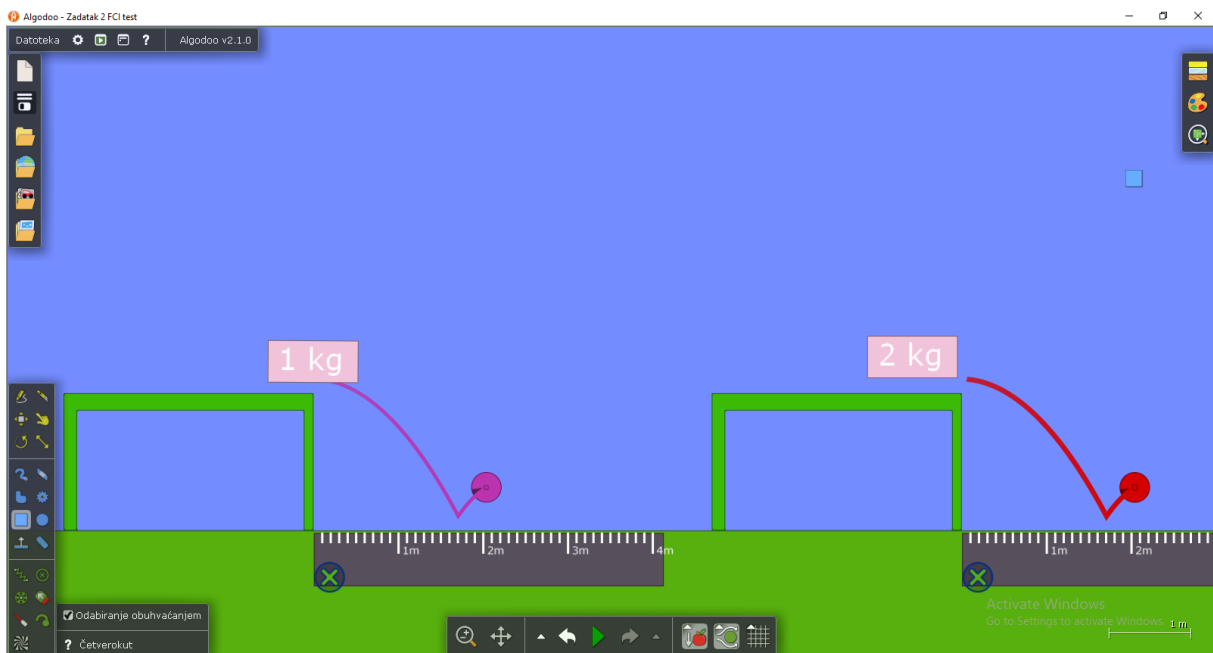 Algodoo - Zadatak 2 FCI test
Datoteka ? Algodoo v2.1.0
1 kg
2 kg
1m 2m 3m 4m
1m 2m
Activate Windows
Go to Settings to activate Windows.
1 m
Odabiranje obuhvaćanjem
? Četverokut